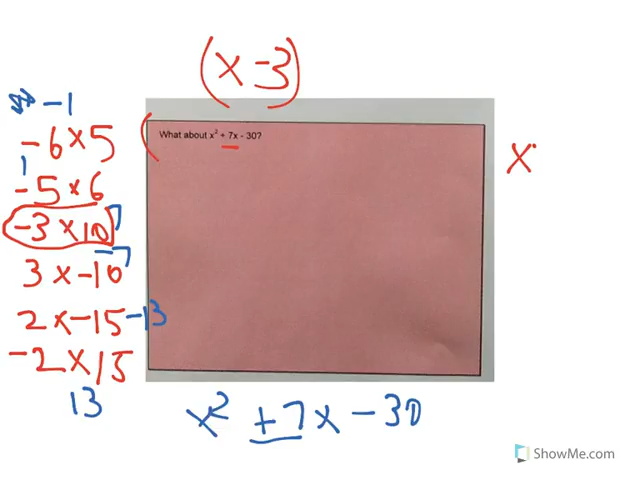 (x-3)
-1
-6x5
What about x² + 7x - 30?
x
1
-5x6
-3x10 7
-7
3x-10
2x-15 -13
-2x15
13
x² +7x-30
ShowMe.com